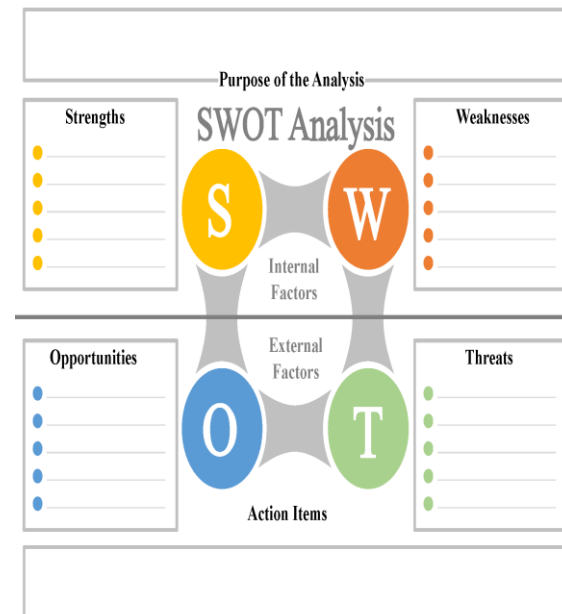 Purpose of the Analysis
SWOT Analysis
Strengths
Weaknesses
S
W
Internal
Factors
External
Factors
Opportunities
Threats
O
T
Action Items